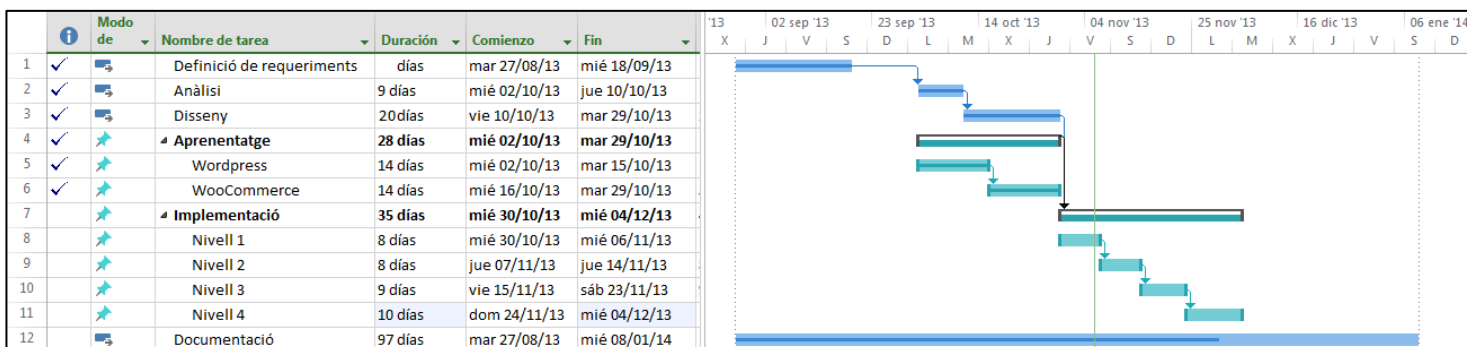 '13 02 sep '13 23 sep '13 14 oct '13 04 nov '13 25 nov '13 16 dic '13 06 ene '14
Modo de Nombre de tarea Duración Comienzo Fin X J V S D L M X J V S D L M X J V S D
1 Definició de requeriments días mar 27/08/13 mié 18/09/13
2 Anàlisi 9 días mié 02/10/13 jue 10/10/13
3 Disseny 20 días vie 10/10/13 mar 29/10/13
4 Aprenentatge 28 días mié 02/10/13 mar 29/10/13
5 Wordpress 14 días mié 02/10/13 mar 15/10/13
6 WooCommerce 14 días mié 16/10/13 mar 29/10/13
7 Implementació 35 días mié 30/10/13 mié 04/12/13
8 Nivell 1 8 días mié 30/10/13 mié 06/11/13
9 Nivell 2 8 días jue 07/11/13 jue 14/11/13
10 Nivell 3 9 días vie 15/11/13 sáb 23/11/13
11 Nivell 4 10 días dom 24/11/13 mié 04/12/13
12 Documentació 97 días mar 27/08/13 mié 08/01/14